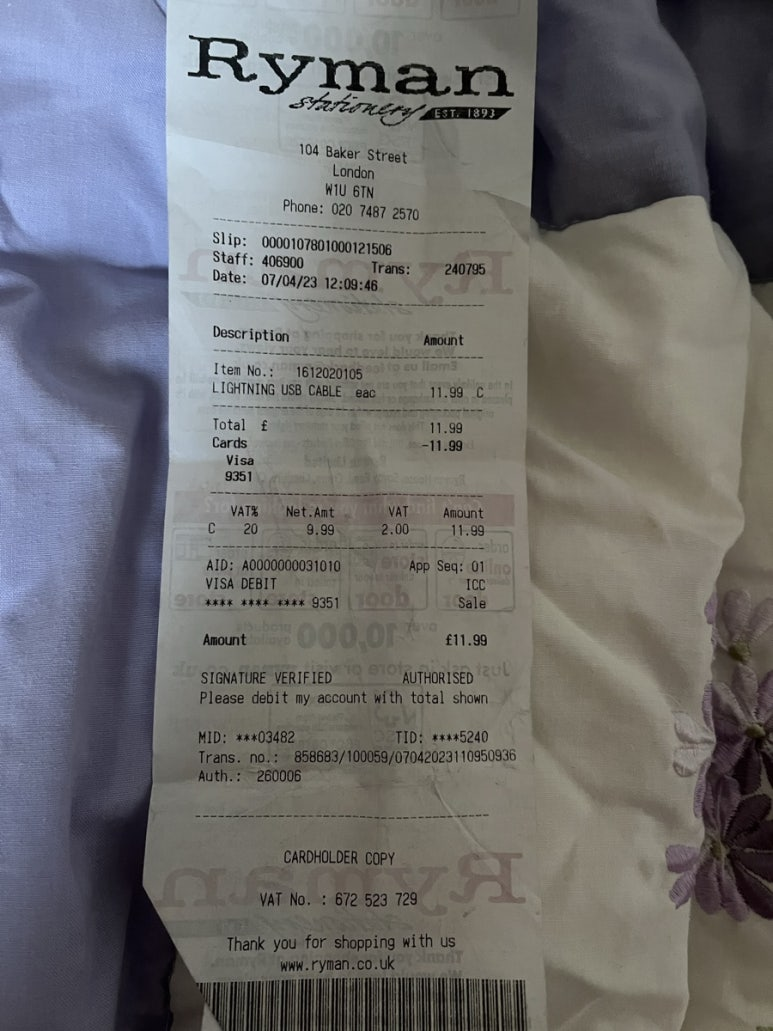 Ryman
stationery EST. 1893
104 Baker Street
London
W1U 6TN
Phone: 020 7487 2570
Slip: 0000107801000121506
Staff: 406900 Trans: 240795
Date: 07/04/23 12:09:46
Description Amount
Item No.: 1612020105
LIGHTNING USB CABLE eac 11.99 C
Total £ 11.99
Cards -11.99
Visa
9351
VAT% Net.Amt VAT Amount
C 20 9.99 2.00 11.99
AID: A0000000031010 App Seq: 01
VISA DEBIT ICC
**** **** **** 9351 Sale
Amount £11.99
SIGNATURE VERIFIED AUTHORISED
Please debit my account with total shown
MID: ***03482 TID: ****5240
Trans. no.: 858683/100059/07042023110950936
Auth.: 260006
CARDHOLDER COPY
VAT No. : 672 523 729
Thank you for shopping with us
www.ryman.co.uk